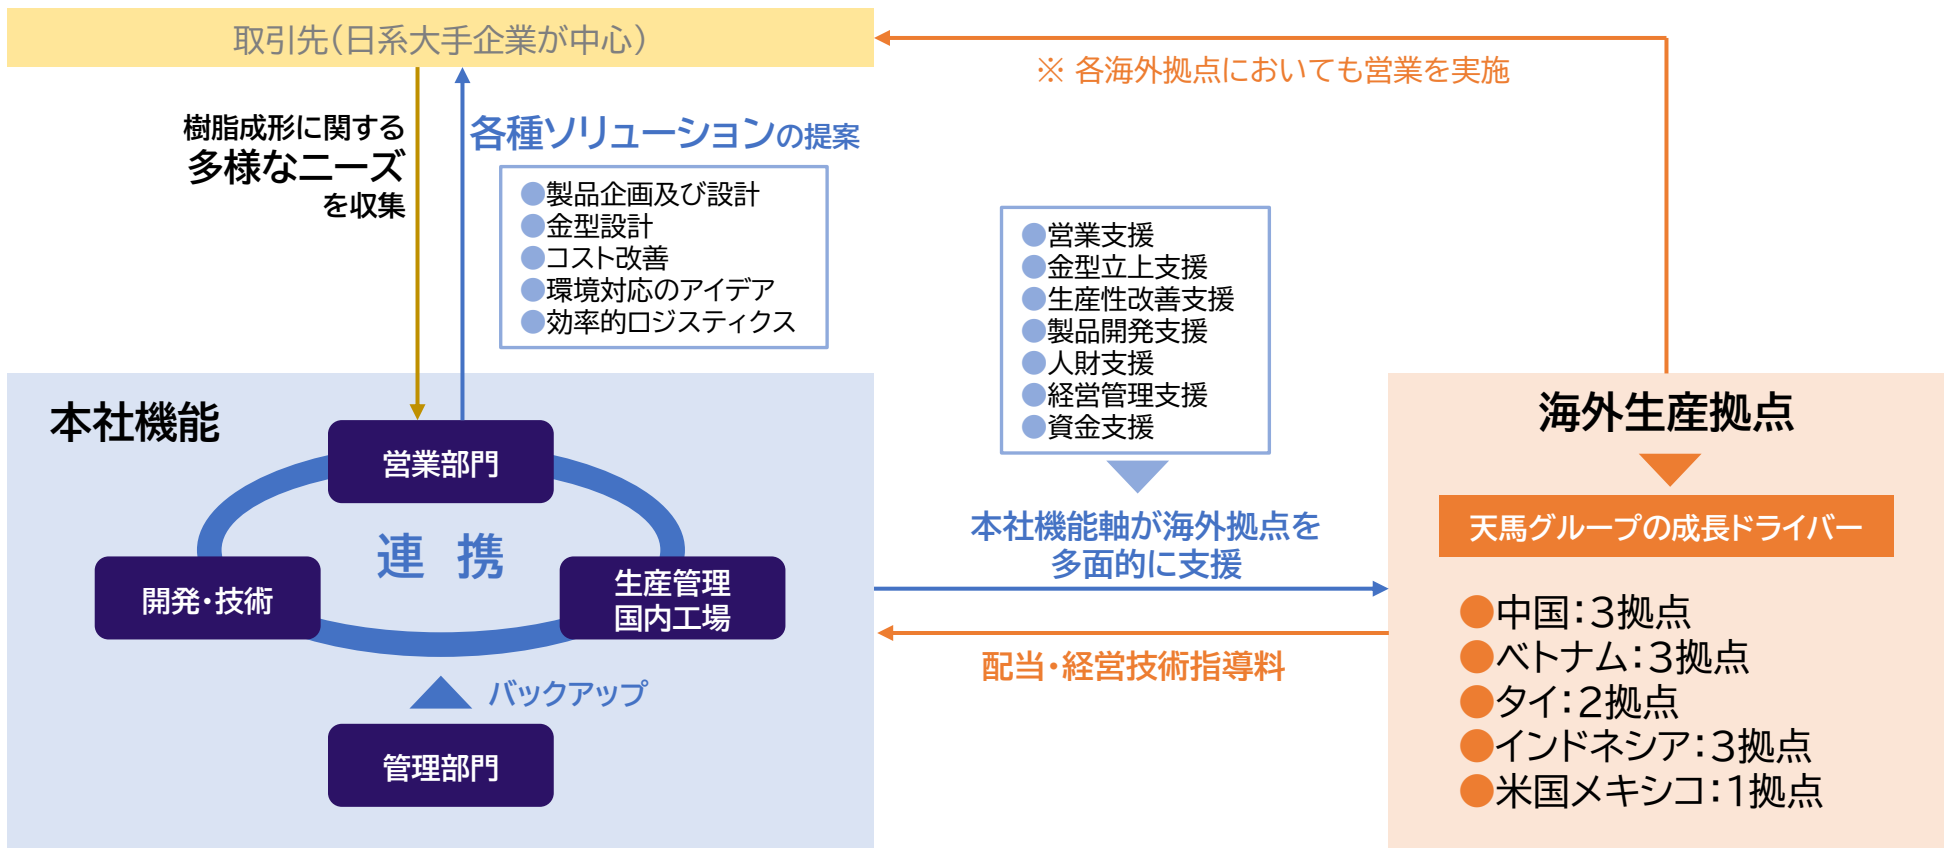 取引先（日系大手企業が中心）
※ 各海外拠点においても営業を実施
樹脂成形に関する
多様なニーズ
を収集
各種ソリューションの提案
●製品企画及び設計
●金型設計
●コスト改善
●環境対応のアイデア
●効率的ロジスティクス
●営業支援
●金型立上支援
●生産性改善支援
●製品開発支援
●人財支援
●経営管理支援
●資金支援
本社機能軸が海外拠点を
多面的に支援
配当・経営技術指導料
本社機能
営業部門
連 携
開発・技術
生産管理
国内工場
バックアップ
管理部門
海外生産拠点
天馬グループの成長ドライバー
●中国：3拠点
●ベトナム：3拠点
●タイ：2拠点
●インドネシア：3拠点
●米国メキシコ：1拠点